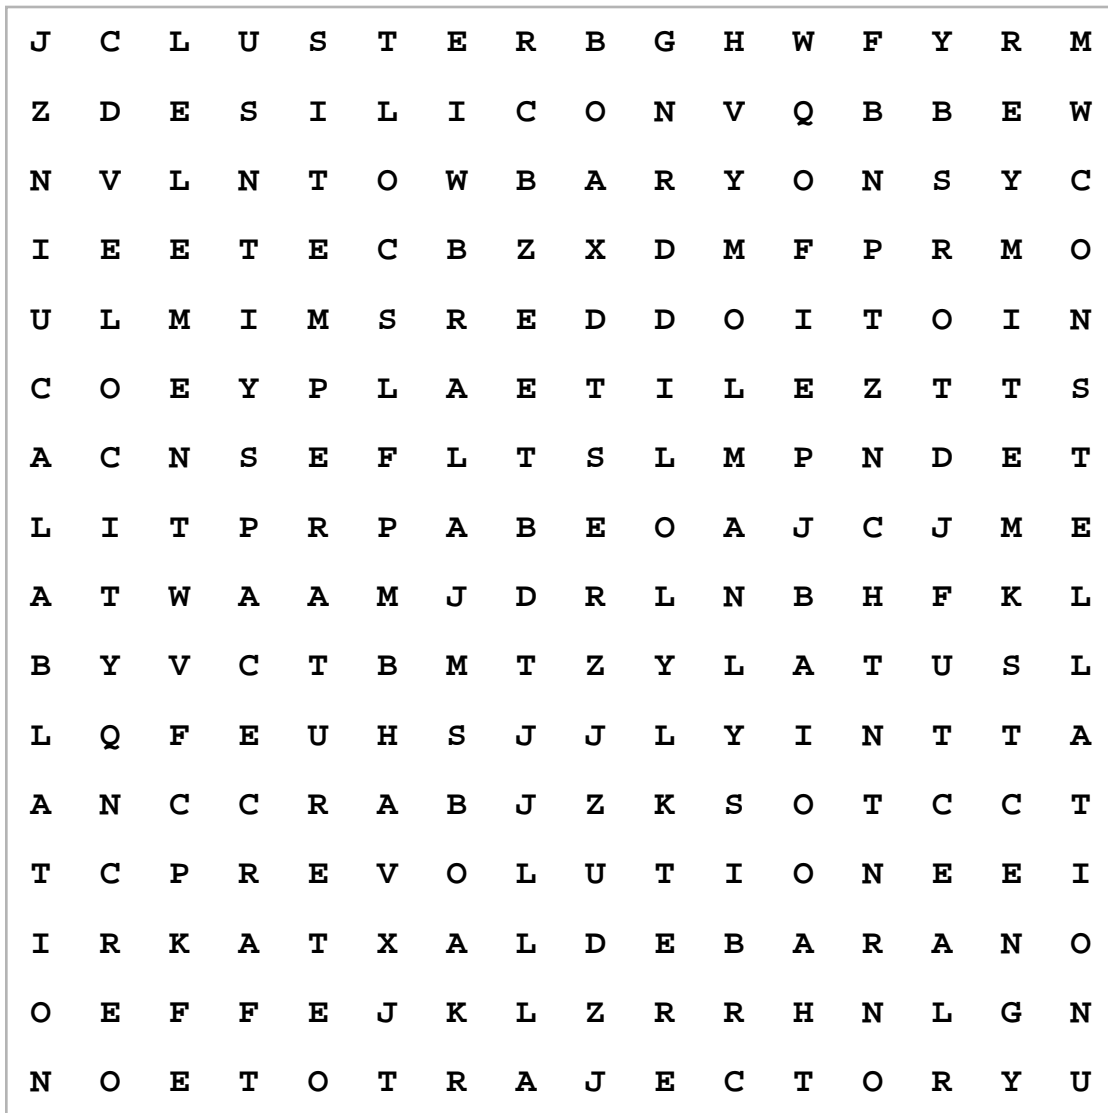 J C L U S T E R B G H W F Y R M
Z D E S I L I C O N V Q B B E W
N V L N T O W B A R Y O N S Y C
I E E T E C B Z X D M F P R M O
U L M I M S R E D D O I T O I N
C O E Y P L A E T I L E Z T T S
A C N S E F L T S L M P N D E T
L I T P R P A B E O A J C J M E
A T W A A M J D R L N B H F K L
B Y V C T B M T Z Y L A T U S L
L Q F E U H S J J L Y I N T T A
A N C C R A B J Z K S O T C C T
T C P R E V O L U T I O N E E I
I R K A T X A L D E B A R A N O
O E F F E J K L Z R R H N L G N
N O E T O T R A J E C T O R Y U